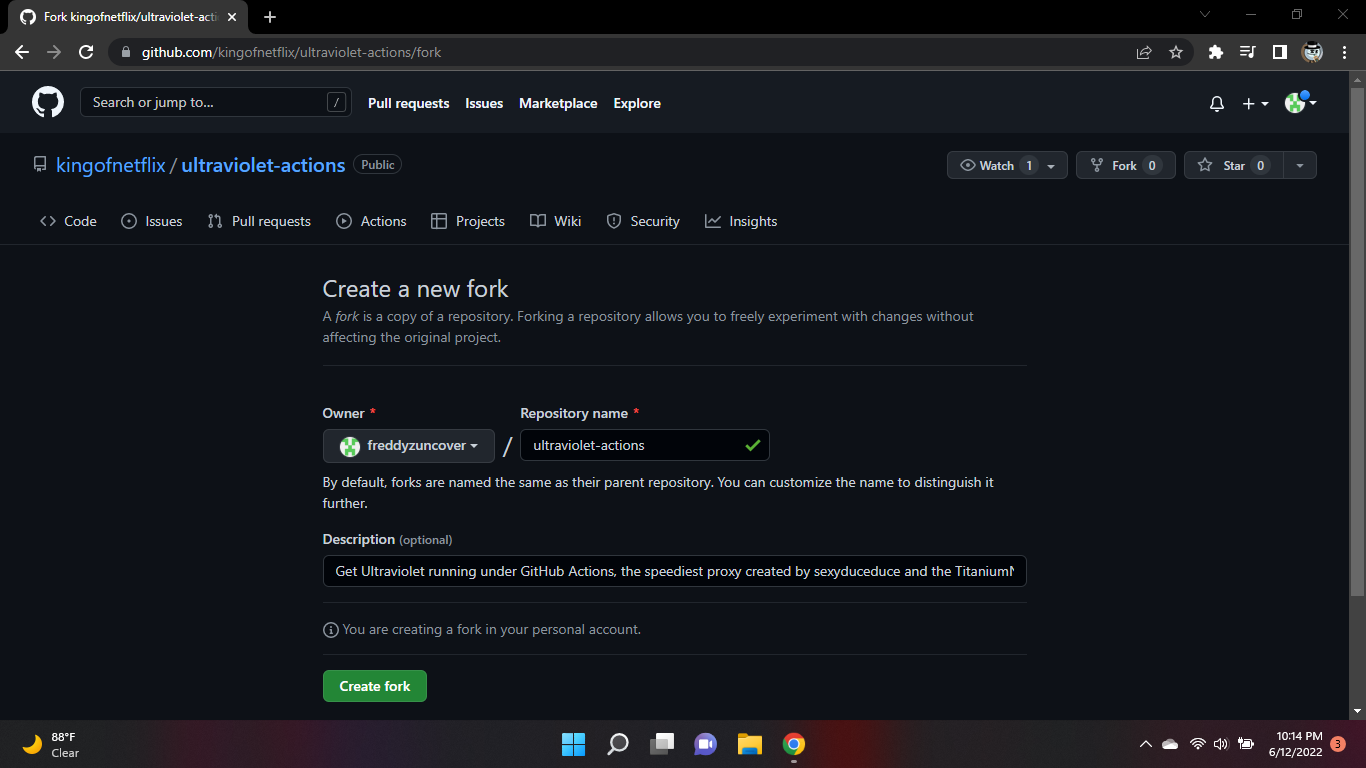 Fork kingofnetflix/ultraviolet-acti
github.com/kingofnetflix/ultraviolet-actions/fork
Search or jump to... /
Pull requests Issues Marketplace Explore
kingofnetflix / ultraviolet-actions Public
Watch 1 Fork 0 Star 0
Code Issues Pull requests Actions Projects Wiki Security Insights
Create a new fork
A fork is a copy of a repository. Forking a repository allows you to freely experiment with changes without
affecting the original project.
Owner * Repository name *
freddyzuncover / ultraviolet-actions
By default, forks are named the same as their parent repository. You can customize the name to distinguish it
further.
Description (optional)
Get Ultraviolet running under GitHub Actions, the speediest proxy created by sexyduceduce and the TitaniumN
You are creating a fork in your personal account.
Create fork
88°F
Clear
10:14 PM
6/12/2022
3